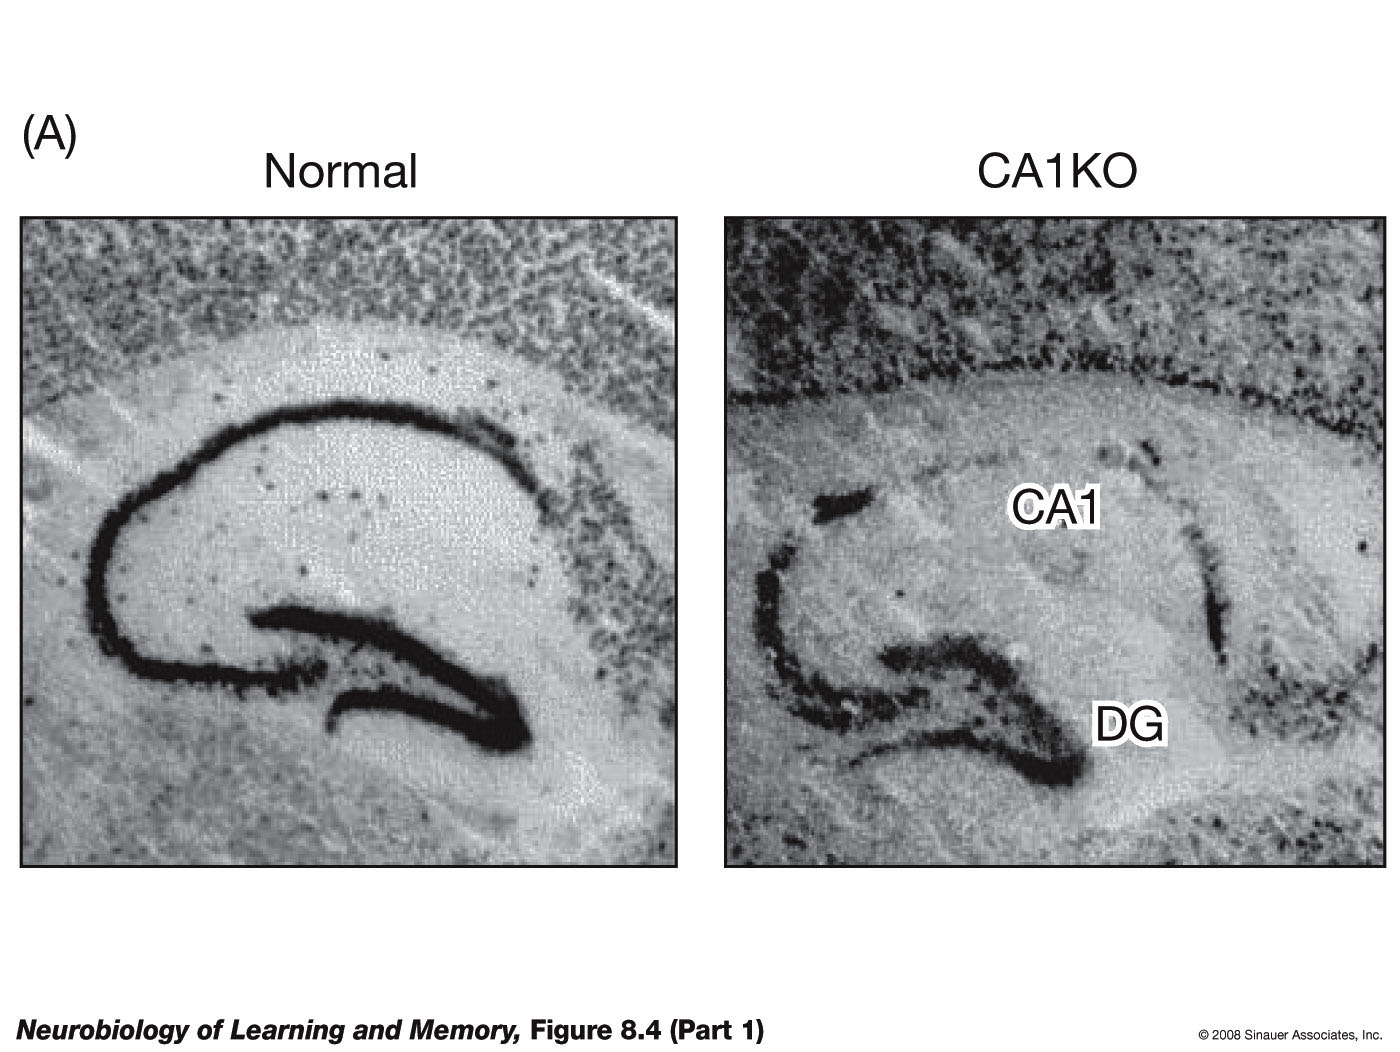 (A)
Normal
CA1KO
CA1
DG
Neurobiology of Learning and Memory, Figure 8.4 (Part 1)
© 2008 Sinauer Associates, Inc.